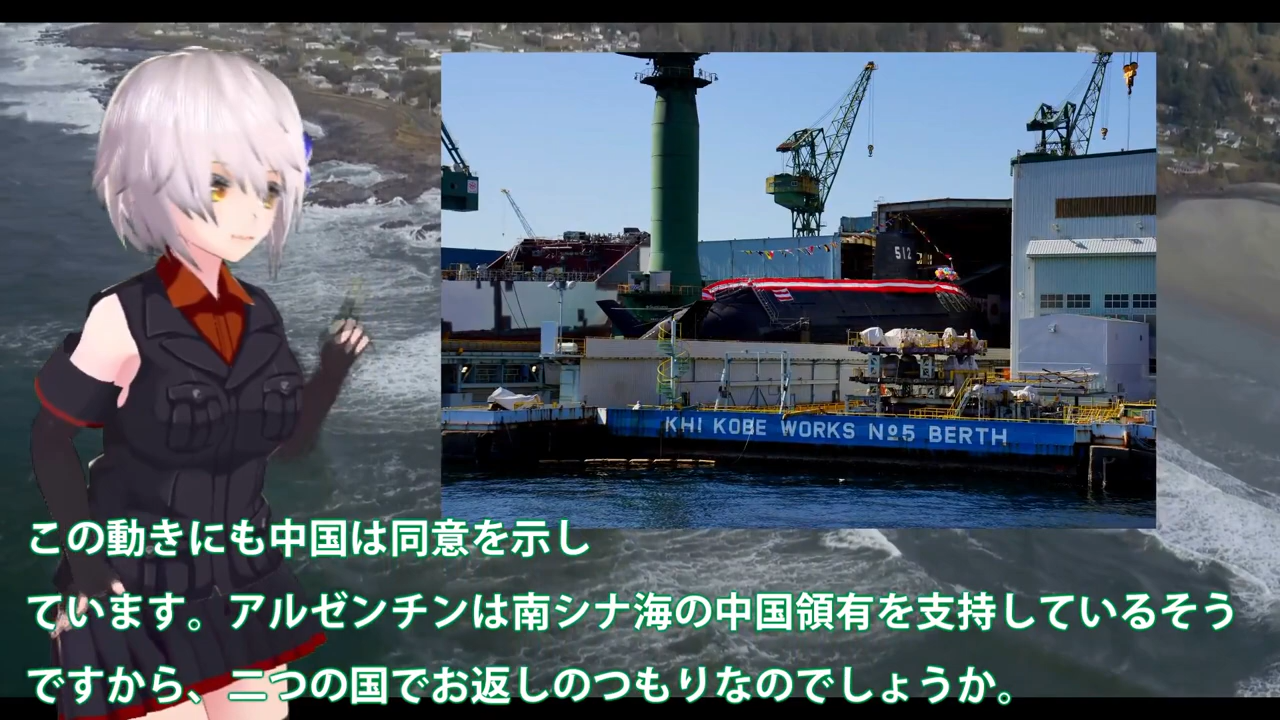 512
KHI KOBE WORKS No5 BERTH
この動きにも中国は同意を示し
ています。アルゼンチンは南シナ海の中国領有を支持しているそう
ですから、二つの国でお返しのつもりなのでしょうか。